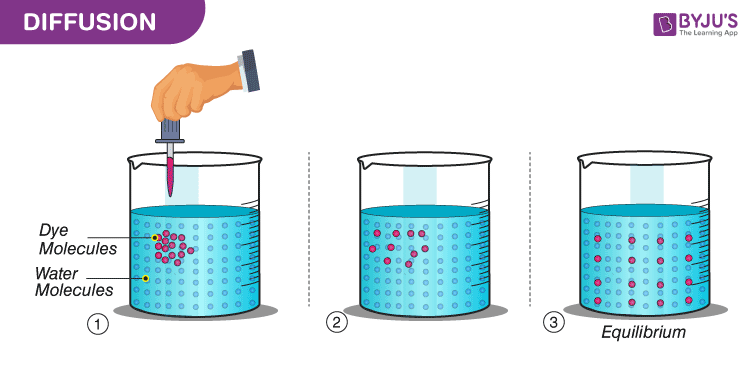 DIFFUSION
BYJU'S
The Learning App
Dye
Molecules
Water
Molecules
1
2
3
Equilibrium